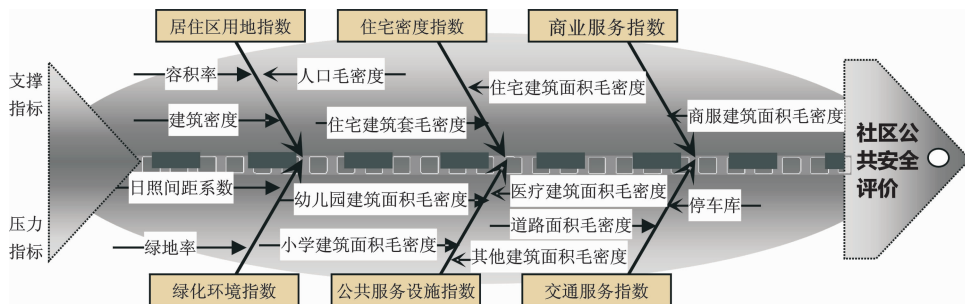 居住区用地指数
住宅密度指数
商业服务指数
支撑
指标
容积率
人口毛密度
住宅建筑面积毛密度
建筑密度
住宅建筑套毛密度
商服建筑面积毛密度
社区公
共安全
评价
日照间距系数
幼儿园建筑面积毛密度
医疗建筑面积毛密度
停车库
压力
指标
道路面积毛密度
绿地率
小学建筑面积毛密度
其他建筑面积毛密度
绿化环境指数
公共服务设施指数
交通服务指数